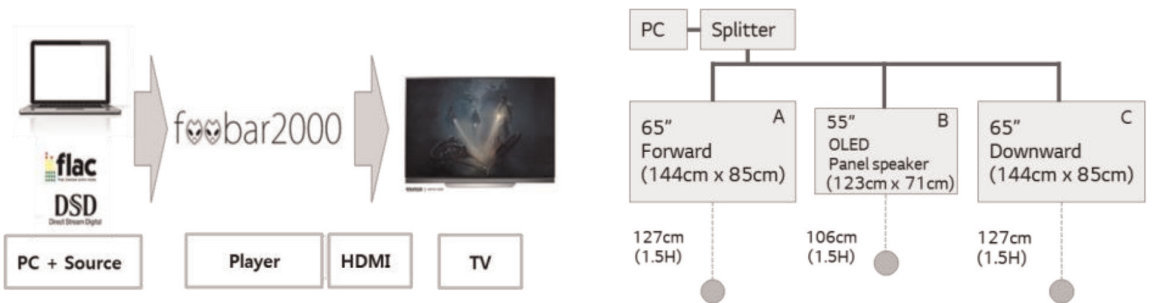 foobar2000
flac
DSD
Direct Stream Digital
PC + Source
Player
HDMI
TV
PC
Splitter
A
65”
Forward
(144cm x 85cm)
B
55”
OLED
Panel speaker
(123cm x 71cm)
C
65”
Downward
(144cm x 85cm)
127cm
(1.5H)
106cm
(1.5H)
127cm
(1.5H)